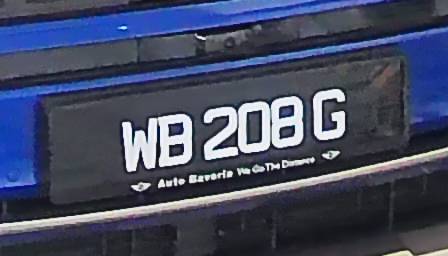 WB 208 G
Auto Bavaria We Go The Distance